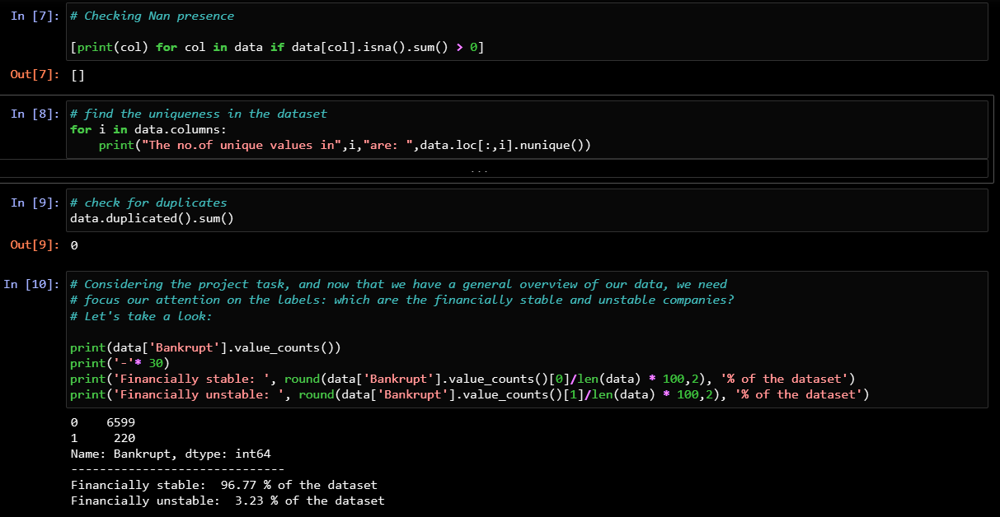 In [7]: # Checking Nan presence
[print(col) for col in data if data[col].isna().sum() > 0]
Out[7]: []
In [8]: # find the uniqueness in the dataset
for i in data.columns:
    print("The no.of unique values in",i,"are: ",data.loc[:,i].nunique())
...
In [9]: # check for duplicates
data.duplicated().sum()
Out[9]: 0
In [10]: # Considering the project task, and now that we have a general overview of our data, we need
# focus our attention on the labels: which are the financially stable and unstable companies?
# Let's take a look:
print(data['Bankrupt'].value_counts())
print('-'* 30)
print('Financially stable: ', round(data['Bankrupt'].value_counts()[0]/len(data) * 100,2), '% of the dataset')
print('Financially unstable: ', round(data['Bankrupt'].value_counts()[1]/len(data) * 100,2), '% of the dataset')
0    6599
1     220
Name: Bankrupt, dtype: int64
------------------------------
Financially stable:  96.77 % of the dataset
Financially unstable:  3.23 % of the dataset